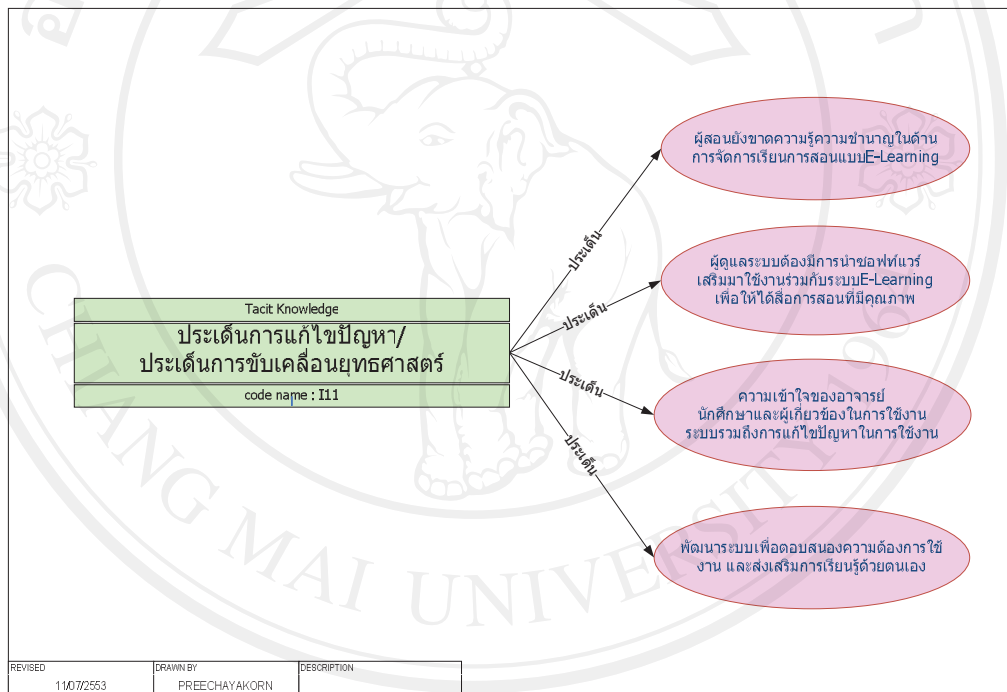 Tacit Knowledge
ประเด็นการแก้ไขปัญหา/
ประเด็นการขับเคลื่อนยุทธศาสตร์
code name : I11
ประเด็น
ผู้สอนยังขาดความรู้ความชำนาญในด้าน
การจัดการเรียนการสอนแบบE-Learning
ประเด็น
ผู้ดูแลระบบต้องมีการนำซอฟท์แวร์
เสริมมาใช้งานร่วมกับระบบE-Learning
เพื่อให้ได้สื่อการสอนที่มีคุณภาพ
ประเด็น
ความเข้าใจของอาจารย์
นักศึกษาและผู้เกี่ยวข้องในการใช้งาน
ระบบรวมถึงการแก้ไขปัญหาในการใช้งาน
ประเด็น
พัฒนาระบบเพื่อตอบสนองความต้องการใช้
งาน และส่งเสริมการเรียนรู้ด้วยตนเอง
CHIANG MAI UNIVERSITY 1964
REVISED
11/07/2553
DRAWN BY
PREECHAYAKORN
DESCRIPTION